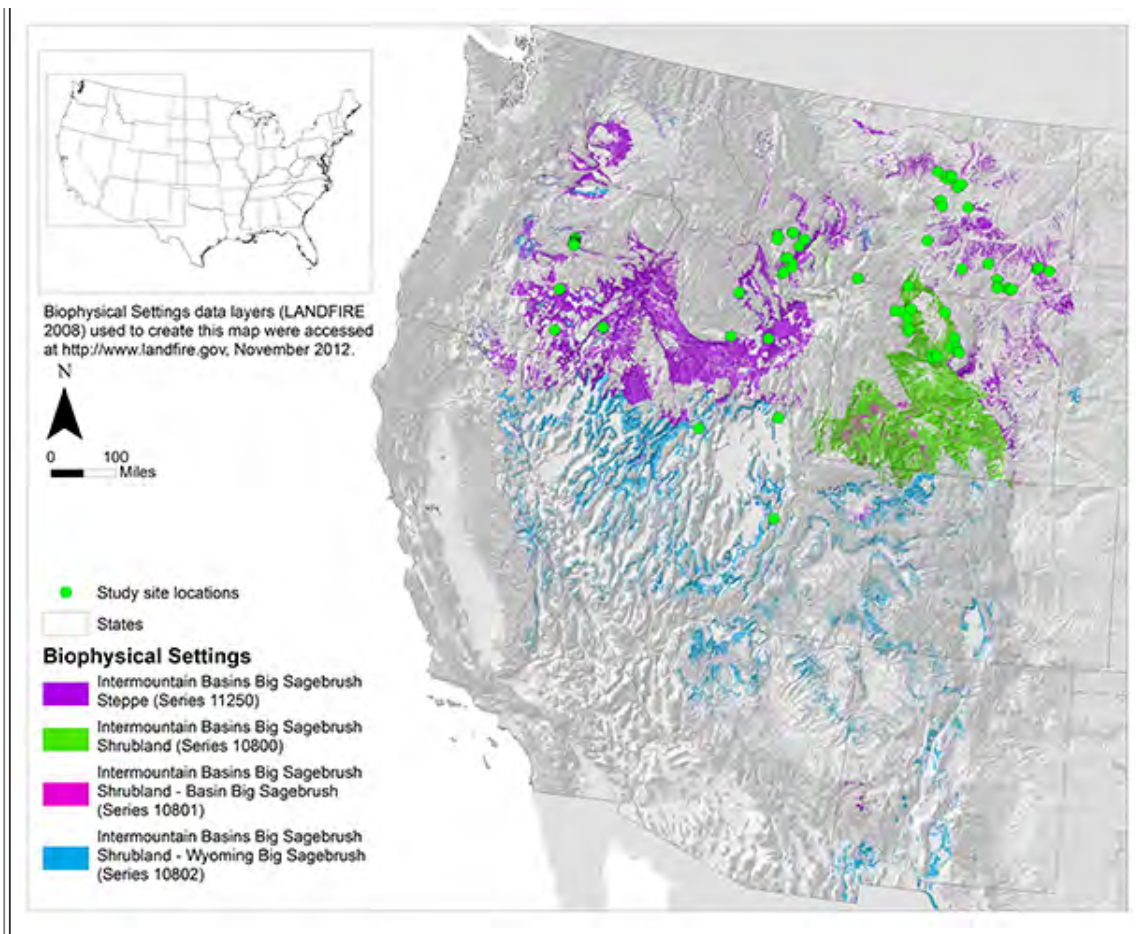 Biophysical Settings data layers (LANDFIRE
2008) used to create this map were accessed
at http://www.landfire.gov, November 2012.
N
0 100
Miles
Study site locations
States
Biophysical Settings
Intermountain Basins Big Sagebrush
Steppe (Series 11250)
Intermountain Basins Big Sagebrush
Shrubland (Series 10800)
Intermountain Basins Big Sagebrush
Shrubland - Basin Big Sagebrush
(Series 10801)
Intermountain Basins Big Sagebrush
Shrubland - Wyoming Big Sagebrush
(Series 10802)